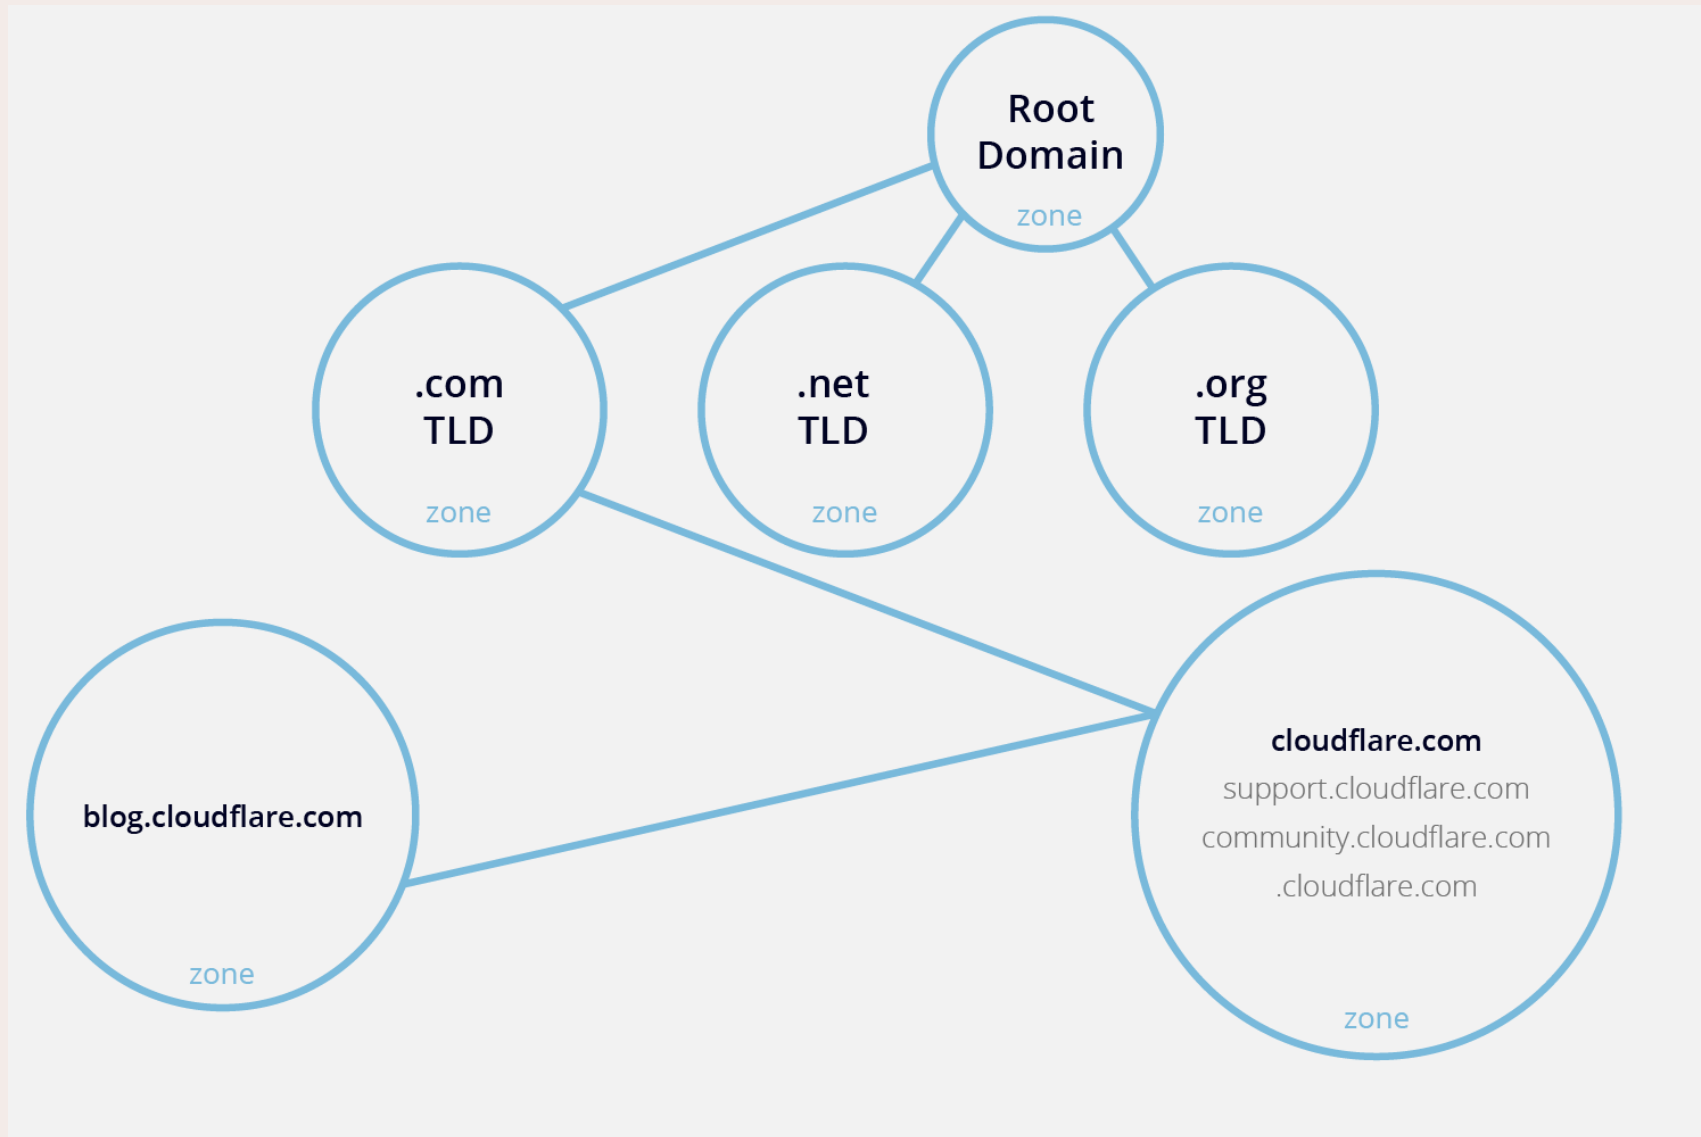 Root
Domain
zone
.com
TLD
zone
.net
TLD
zone
.org
TLD
zone
blog.cloudflare.com
zone
cloudflare.com
support.cloudflare.com
community.cloudflare.com
.cloudflare.com
zone